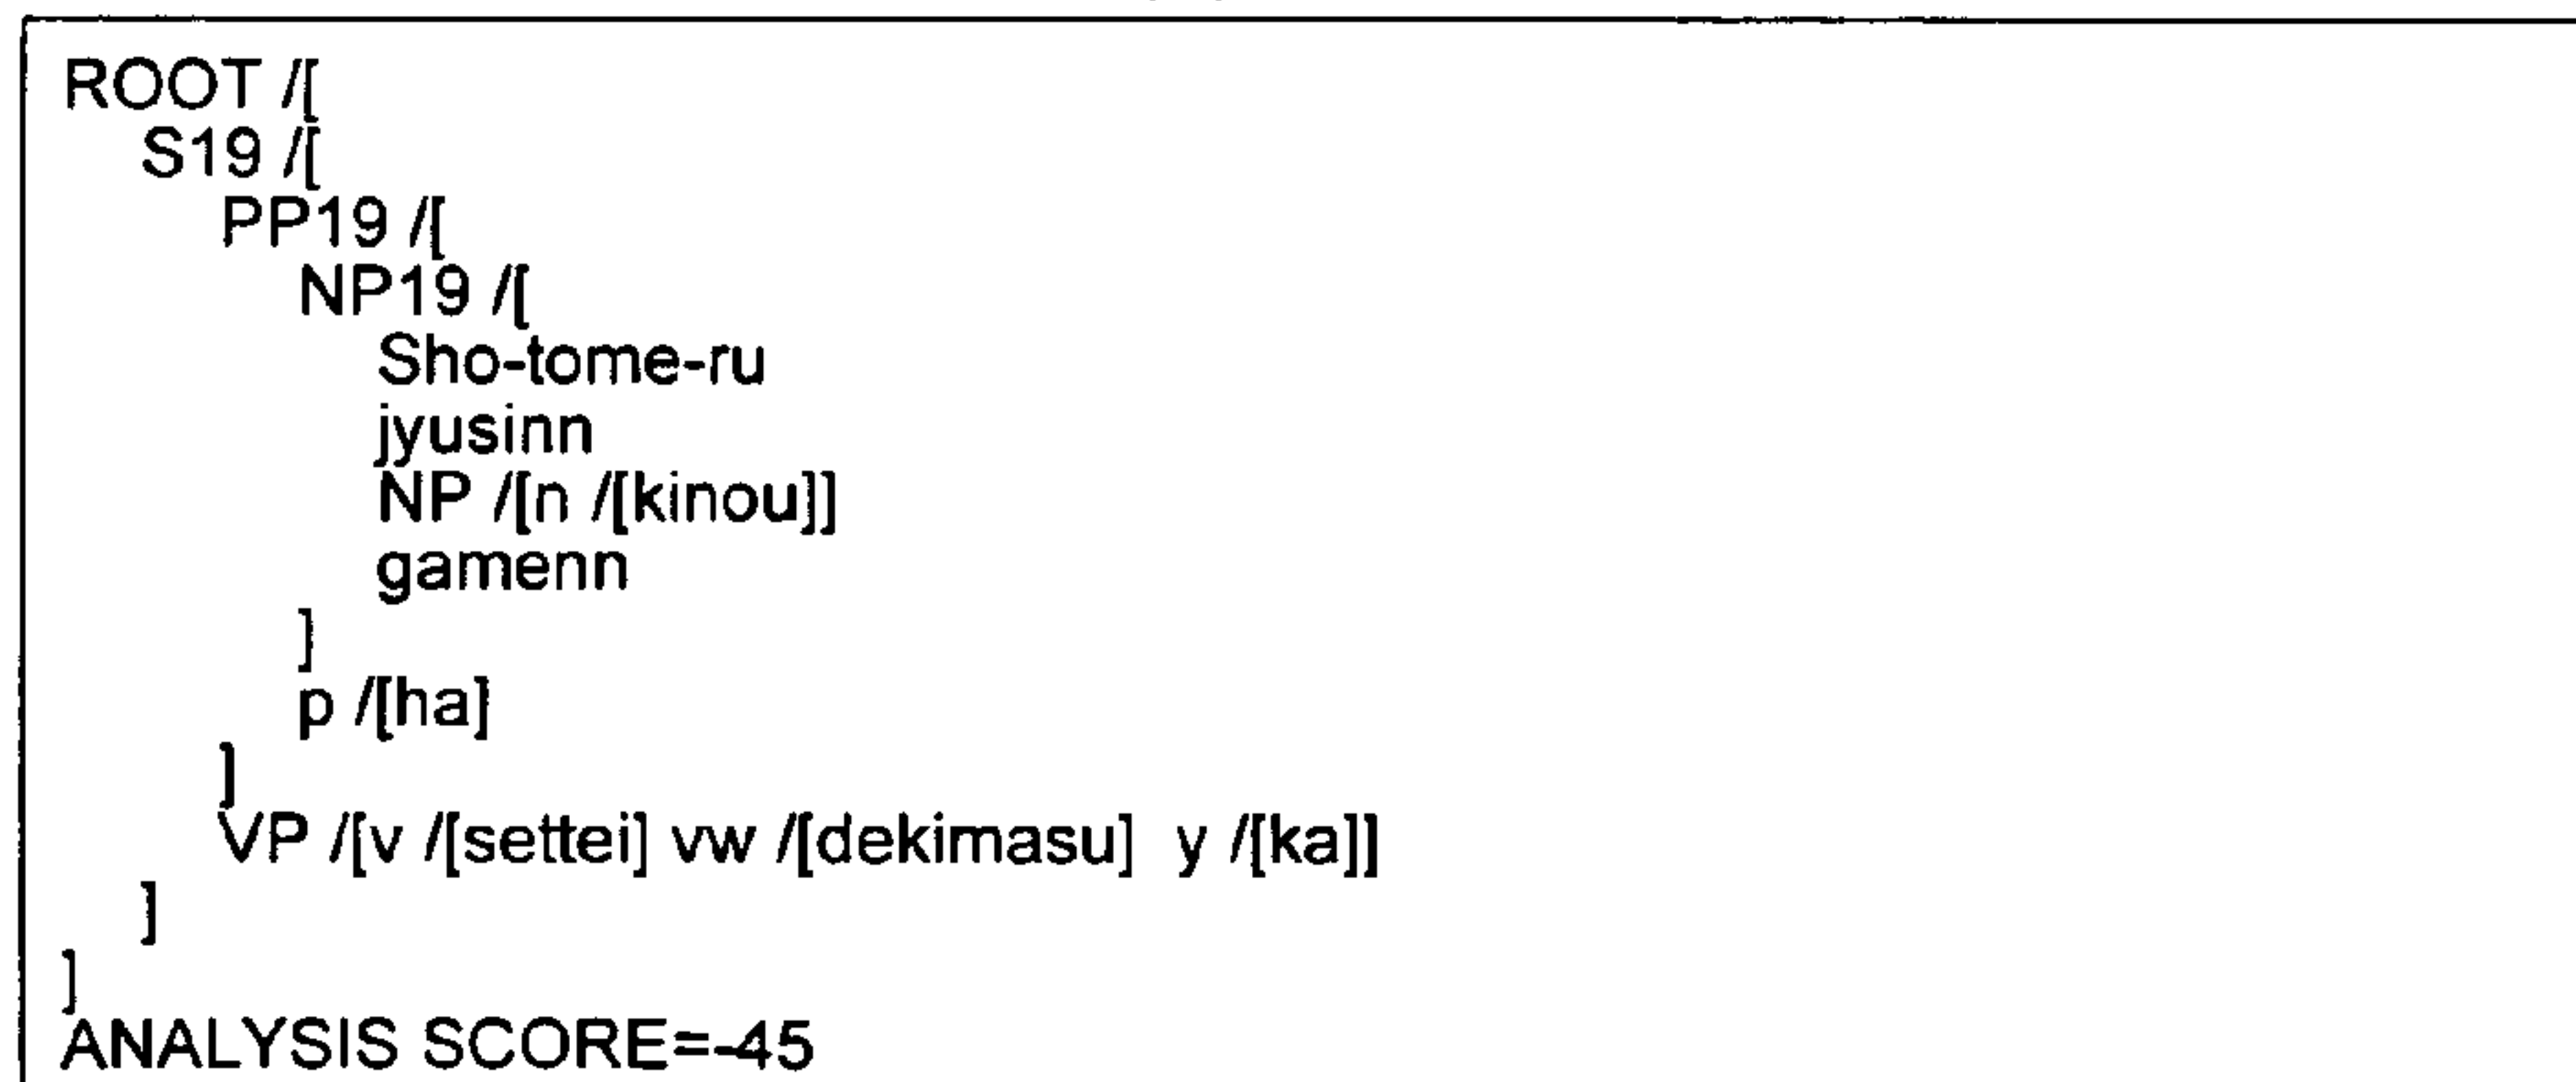 ROOT /[
S19 /[
PP19 /[
NP19 /[
Sho-tome-ru
jyusinn
NP /[n /[kinou]]
gamenn
]
p /[ha]
]
VP /[v /[settei] vw /[dekimasu] y /[ka]]
]
]
ANALYSIS SCORE=-45